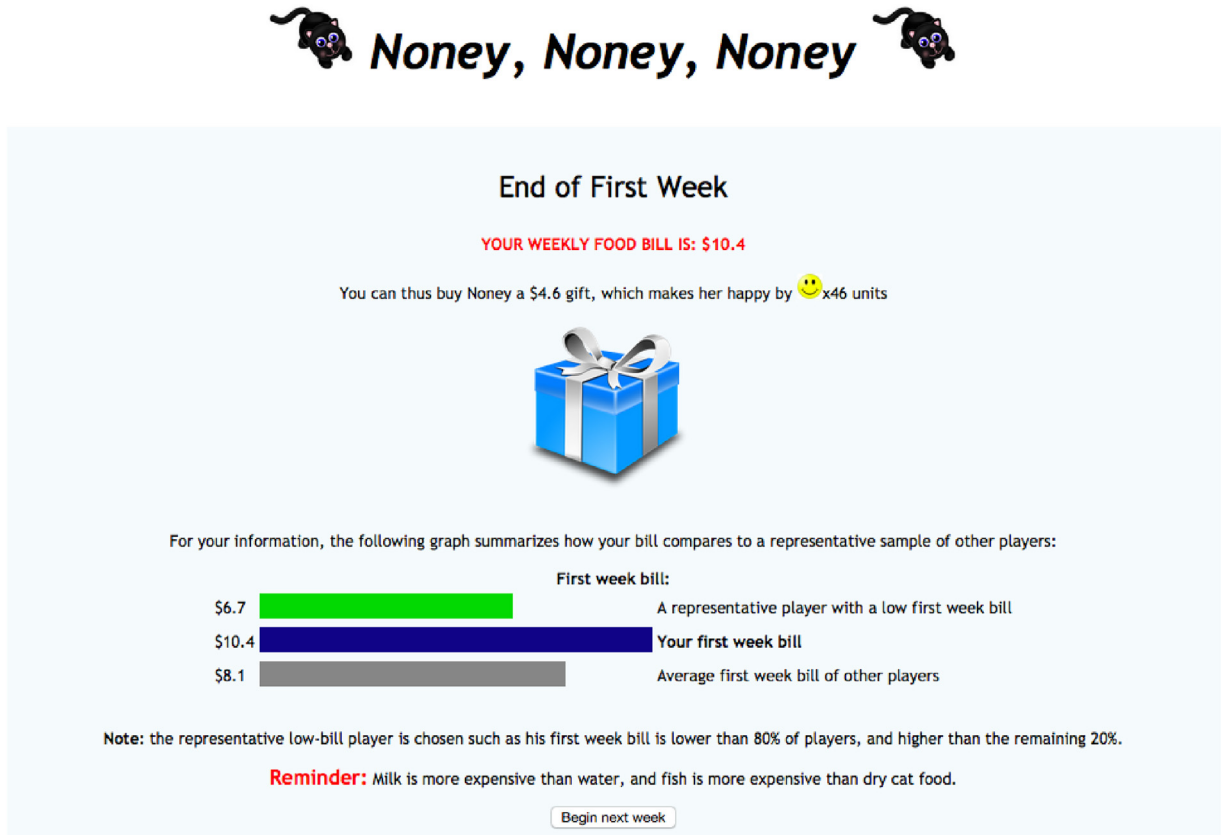 Noney, Noney, Noney
End of First Week
YOUR WEEKLY FOOD BILL IS: $10.4
You can thus buy Noney a $4.6 gift, which makes her happy by x46 units
For your information, the following graph summarizes how your bill compares to a representative sample of other players:
First week bill:
$6.7 A representative player with a low first week bill
$10.4 Your first week bill
$8.1 Average first week bill of other players
Note: the representative low-bill player is chosen such as his first week bill is lower than 80% of players, and higher than the remaining 20%.
Reminder: Milk is more expensive than water, and fish is more expensive than dry cat food.
Begin next week